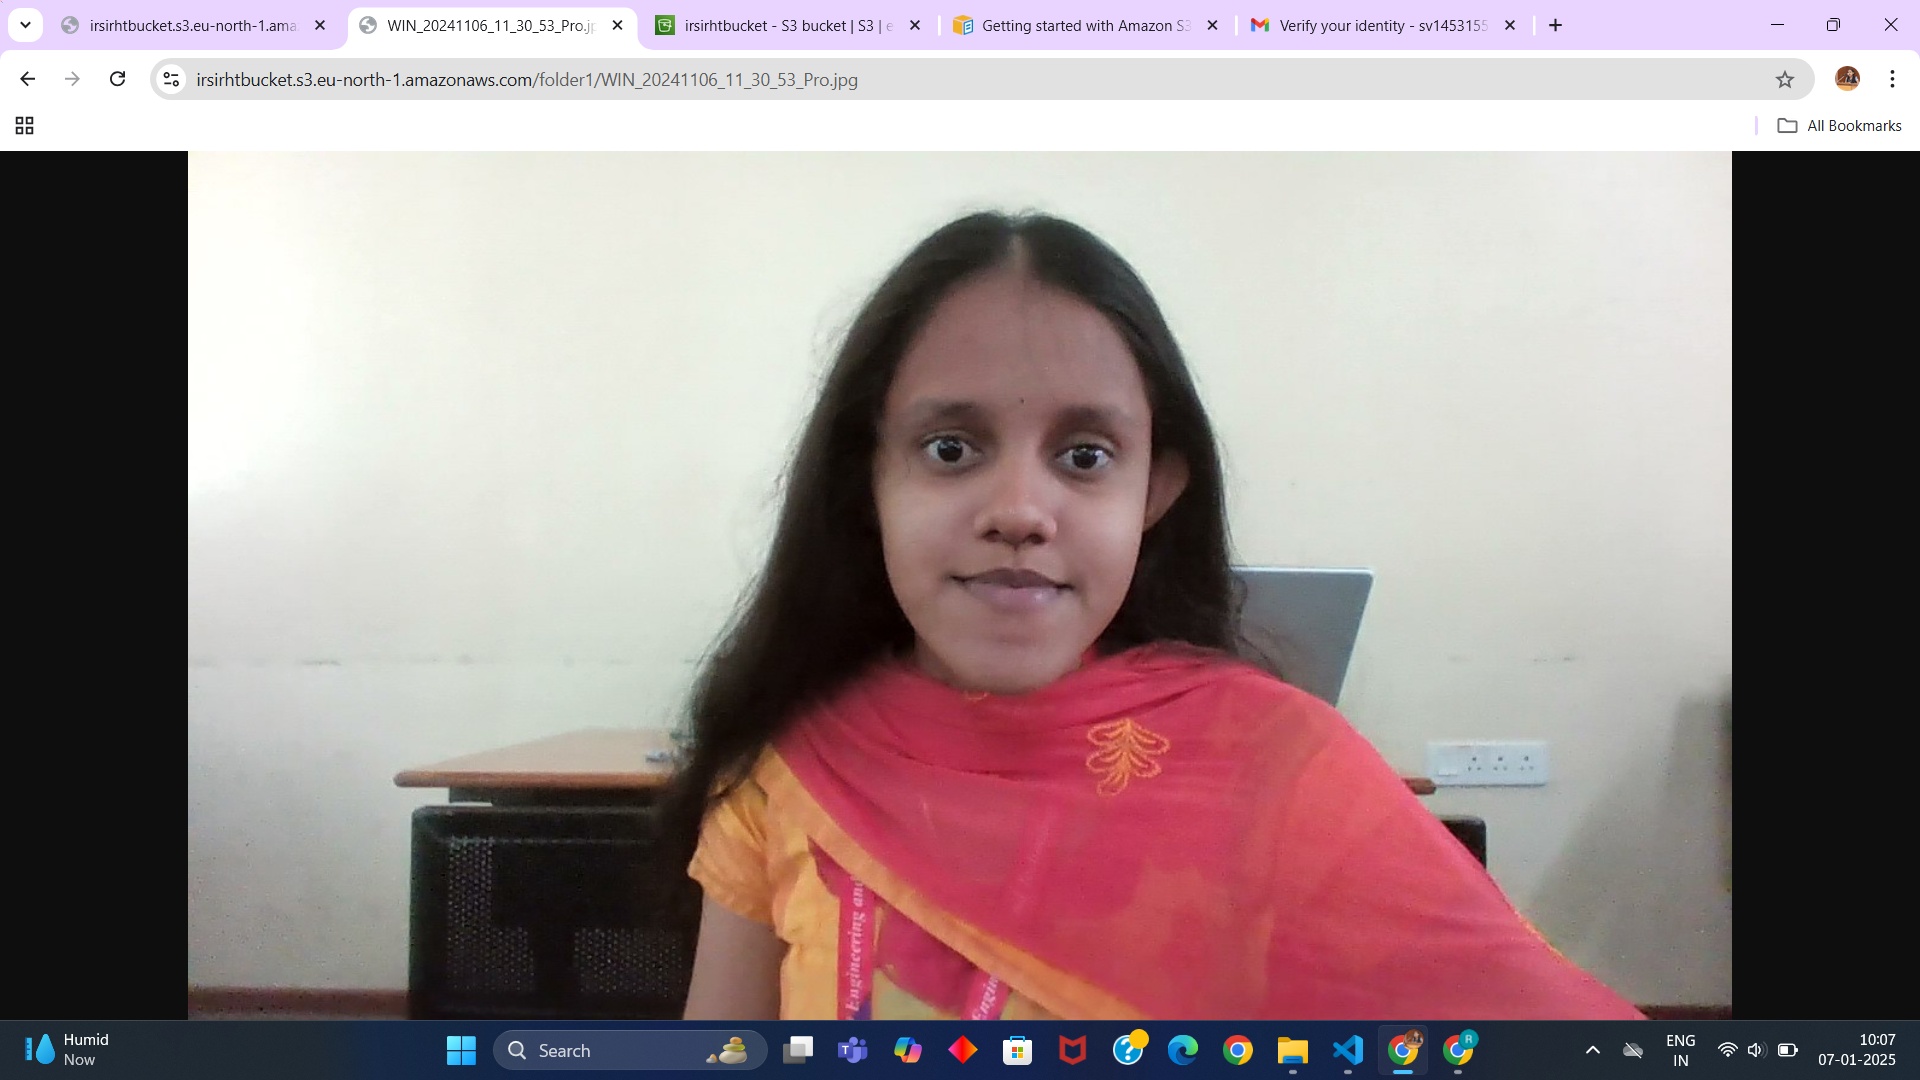 irsirhtbucket.s3.eu-north-1.ama
WIN_20241106_11_30_53_Pro.jp
irsirhtbucket - S3 bucket | S3 | e
Getting started with Amazon S3
Verify your identity - sv1453155
irsirhtbucket.s3.eu-north-1.amazonaws.com/folder1/WIN_20241106_11_30_53_Pro.jpg
All Bookmarks
Engineering and
Engin
Humid
Now
Search
R
ENG
IN
10:07
07-01-2025